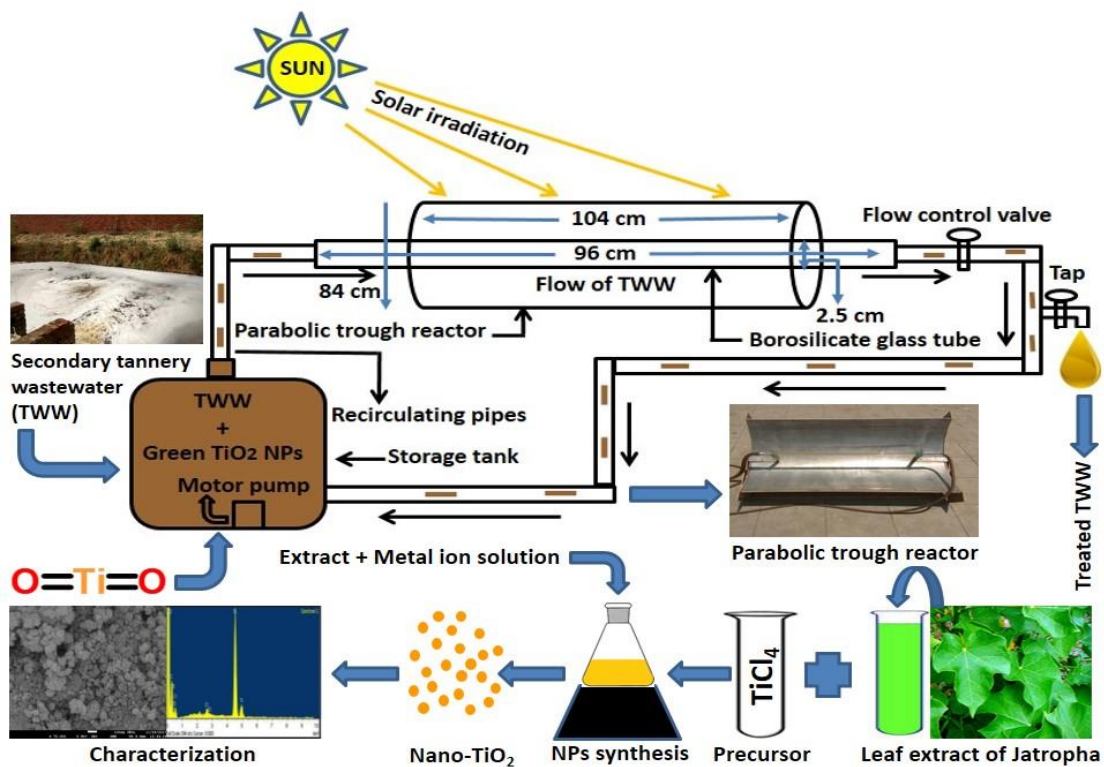 SUN
Solar irradiation
104 cm
96 cm
Flow of TWW
84 cm
2.5 cm
Flow control valve
Tap
Parabolic trough reactor
Borosilicate glass tube
Secondary tannery
wastewater
(TWW)
TWW
+
Green TiO2 NPs
Motor pump
Recirculating pipes
Storage tank
Parabolic trough reactor
Treated TWW
Extract + Metal ion solution
O=Ti=O
TiCl4
Characterization
Nano-TiO2
NPs synthesis
Precursor
Leaf extract of Jatropha